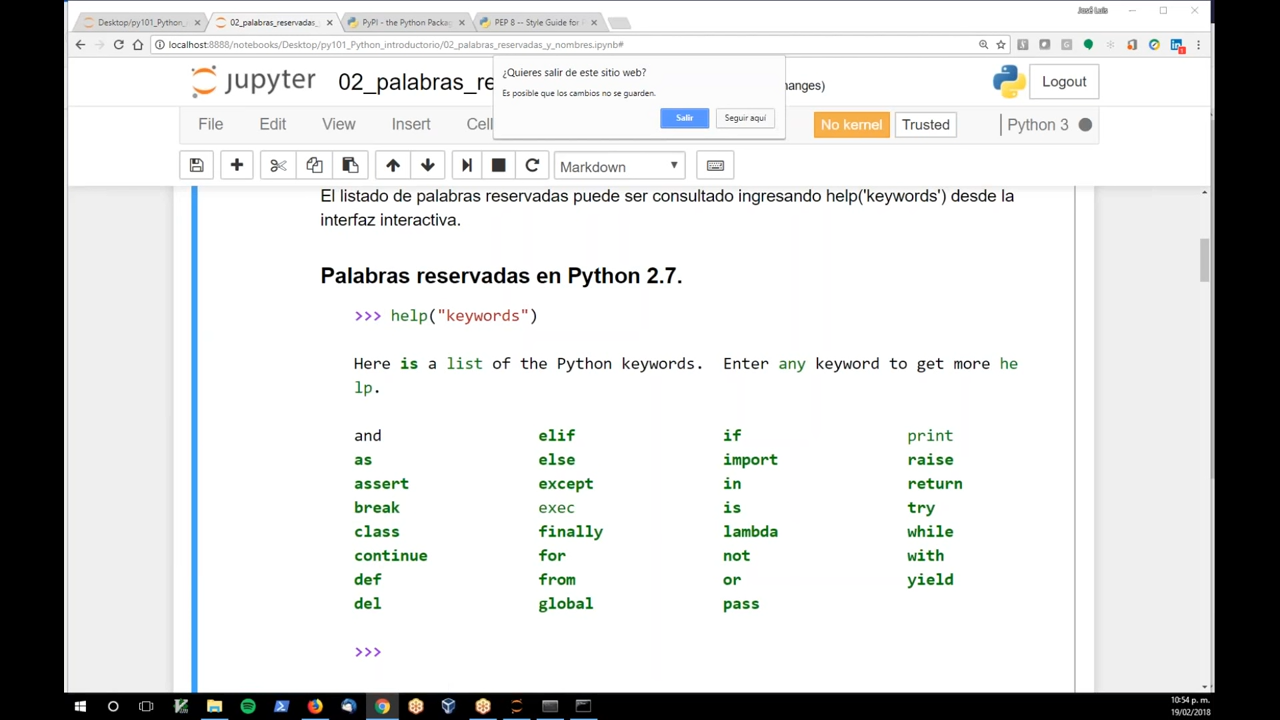 José Luis
Desktop/py101_Python_
02_palabras_reservadas_
PyPI - the Python Packag
PEP 8 -- Style Guide for
localhost:8888/notebooks/Desktop/py101_Python_introductorio/02_palabras_reservadas_y_nombres.ipynb#
¿Quieres salir de este sitio web?
Es posible que los cambios no se guarden.
Salir
Seguir aquí
jupyter
02_palabras_re
anges)
Logout
File
Edit
View
Insert
Cell
No kernel
Trusted
Python 3
Markdown
El listado de palabras reservadas puede ser consultado ingresando help('keywords') desde la
interfaz interactiva.
Palabras reservadas en Python 2.7.
>>> help("keywords")
Here is a list of the Python keywords.  Enter any keyword to get more he
lp.
and elif if print
as else import raise
assert except in return
break exec is try
class finally lambda while
continue for not with
def from or yield
del global pass
>>>
10:54 p. m.
19/02/2018